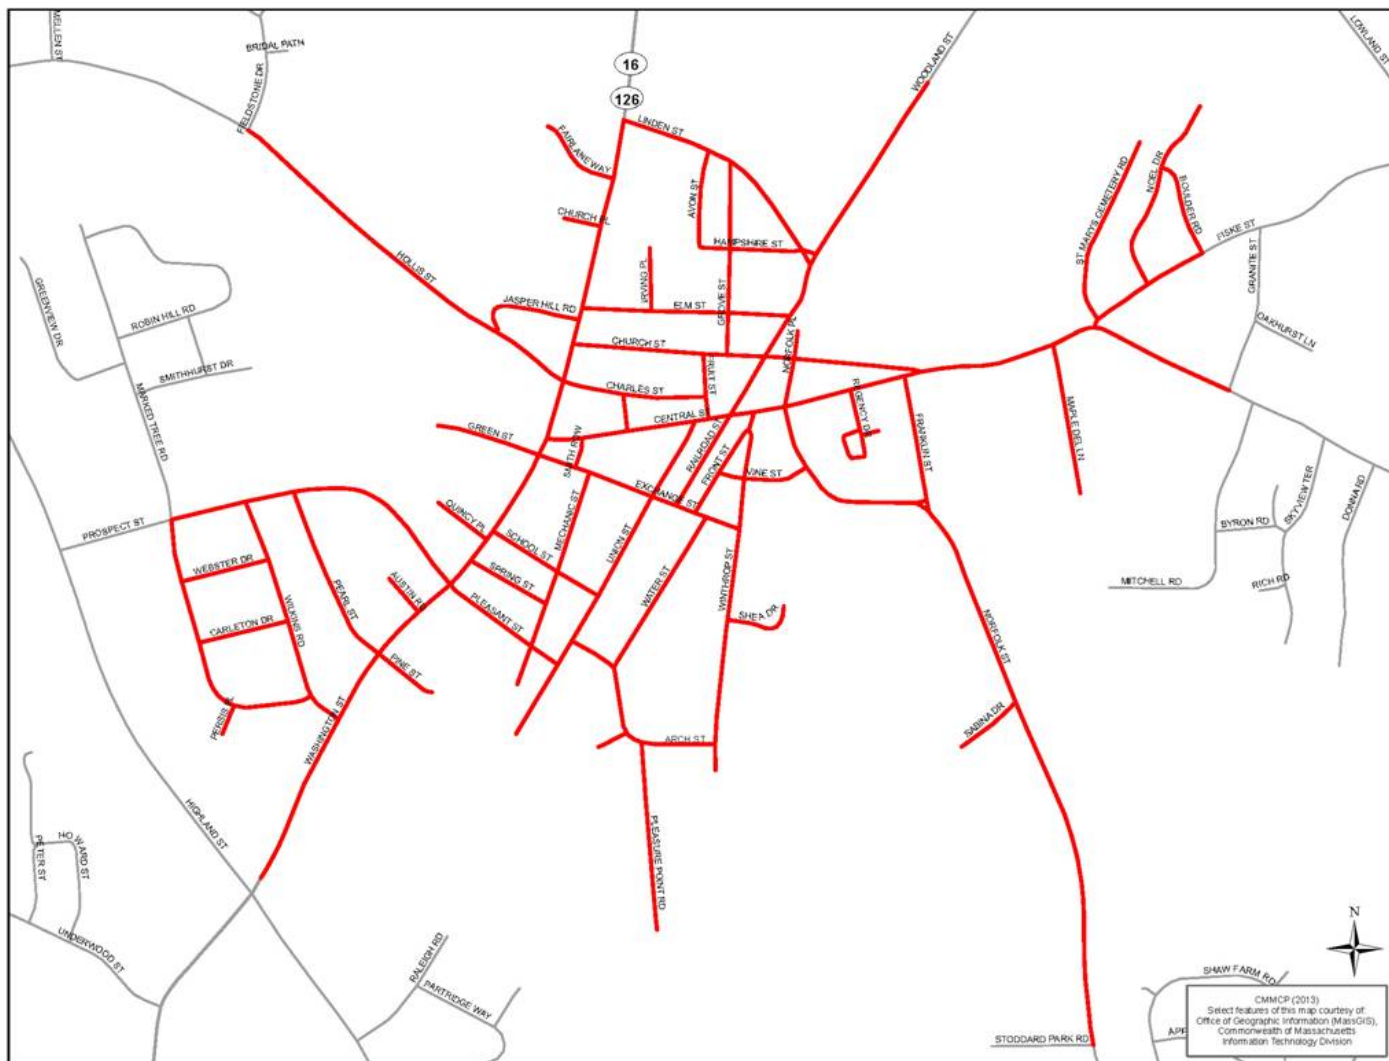 MELLEN ST
BRIDAL PATH
FIELDSTONE DR
16
126
WOODLAND ST
LOWLAND ST
LINDEN ST
FAIRLANE WAY
AVON ST
CHURCH PL
HAMPSHIRE ST
ST MARYS CEMETERY RD
NOEL DR
BOULDER RD
FISKE ST
GRANITE ST
HOLLIS ST
GREENVIEW DR
ROBIN HILL RD
JASPER HILL RD
IRVING PL
ELM ST
GROVE ST
NORFOLK PL
OAKHURST LN
CHURCH ST
SMITHHURST DR
MARKED TREE RD
CHARLES ST
FRUIT ST
REGENCY DR
FRANKLIN ST
MAPLE DELL LN
CENTRAL S
GREEN ST
SMITH ROW
RAILROAD ST
FRONT ST
VINE ST
EXCHANGE ST
PROSPECT ST
QUINCY PL
SCHOOL ST
MECHANIC ST
UNION ST
SKYVIEW TER
DONNA RD
BYRON RD
WEBSTER DR
PEARL ST
AUSTIN RD
SPRING ST
WATER ST
WINTHROP ST
MITCHELL RD
RICH RD
PLEASANT ST
WILKINS RD
CARLETON DR
SHEA DR
NORFOLK ST
PINE ST
PERSIS PL
WASHINGTON ST
ARCH ST
SABINA DR
HIGHLAND ST
PLEASURE POINT RD
PETER ST
HOWARD ST
UNDERWOOD ST
RALEIGH RD
PARTRIDGE WAY
N
SHAW FARM RD
STODDARD PARK RD
CMMCP (2013)
Select features of this map courtesy of:
Office of Geographic Information (MassGIS),
Commonwealth of Massachusetts
Information Technology Division